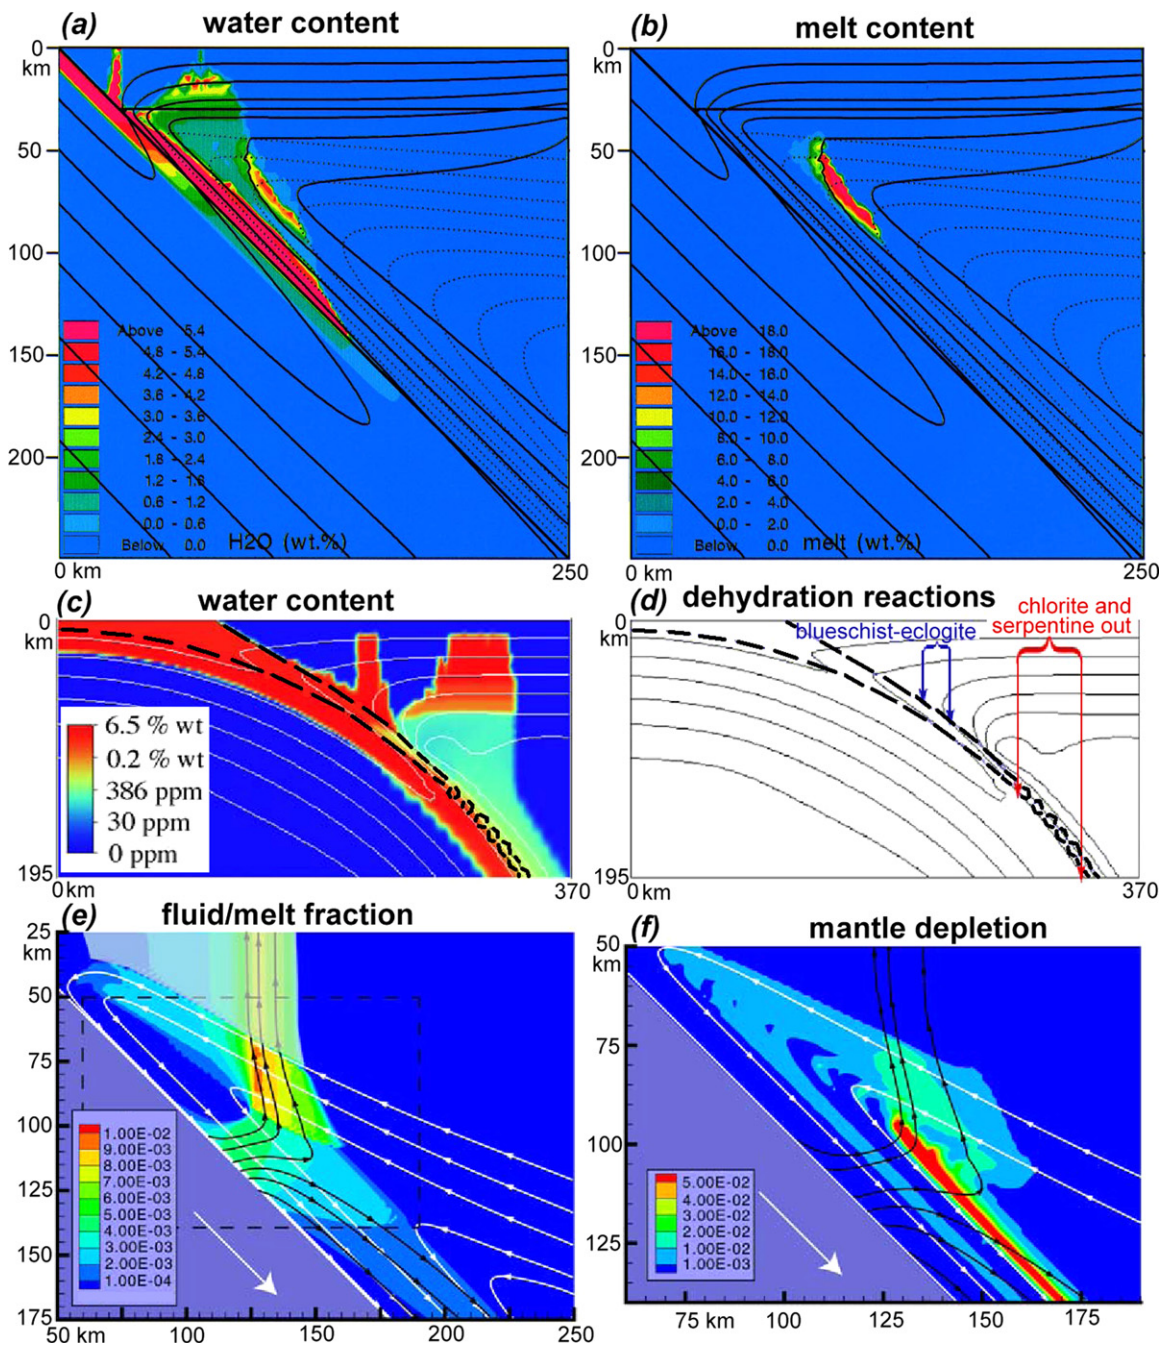 (a) water content
0
km
50
100
150
200
Above 5.4
4.8 - 5.4
4.2 - 4.8
3.6 - 4.2
3.0 - 3.6
2.4 - 3.0
1.8 - 2.4
1.2 - 1.8
0.6 - 1.2
0.0 - 0.6
Below 0.0
H2O (wt.%)
0 km 250
(b) melt content
0
km
50
100
150
200
Above 18.0
16.0 - 18.0
14.0 - 16.0
12.0 - 14.0
10.0 - 12.0
8.0 - 10.0
6.0 - 8.0
4.0 - 6.0
2.0 - 4.0
0.0 - 2.0
Below 0.0
melt (wt.%)
0 km 250
(c) water content
0
km
6.5 % wt
0.2 % wt
386 ppm
30 ppm
0 ppm
195
0km 370
(d) dehydration reactions
chlorite and
serpentine out
blueschist-eclogite
0
km
195
0km 370
(e) fluid/melt fraction
25
km
50
75
100
125
150
175
1.00E-02
9.00E-03
8.00E-03
7.00E-03
6.00E-03
5.00E-03
4.00E-03
3.00E-03
2.00E-03
1.00E-04
50 km 100 150 200 250
(f) mantle depletion
50
km
75
100
125
5.00E-02
4.00E-02
3.00E-02
2.00E-02
1.00E-02
1.00E-03
75 km 100 125 150 175